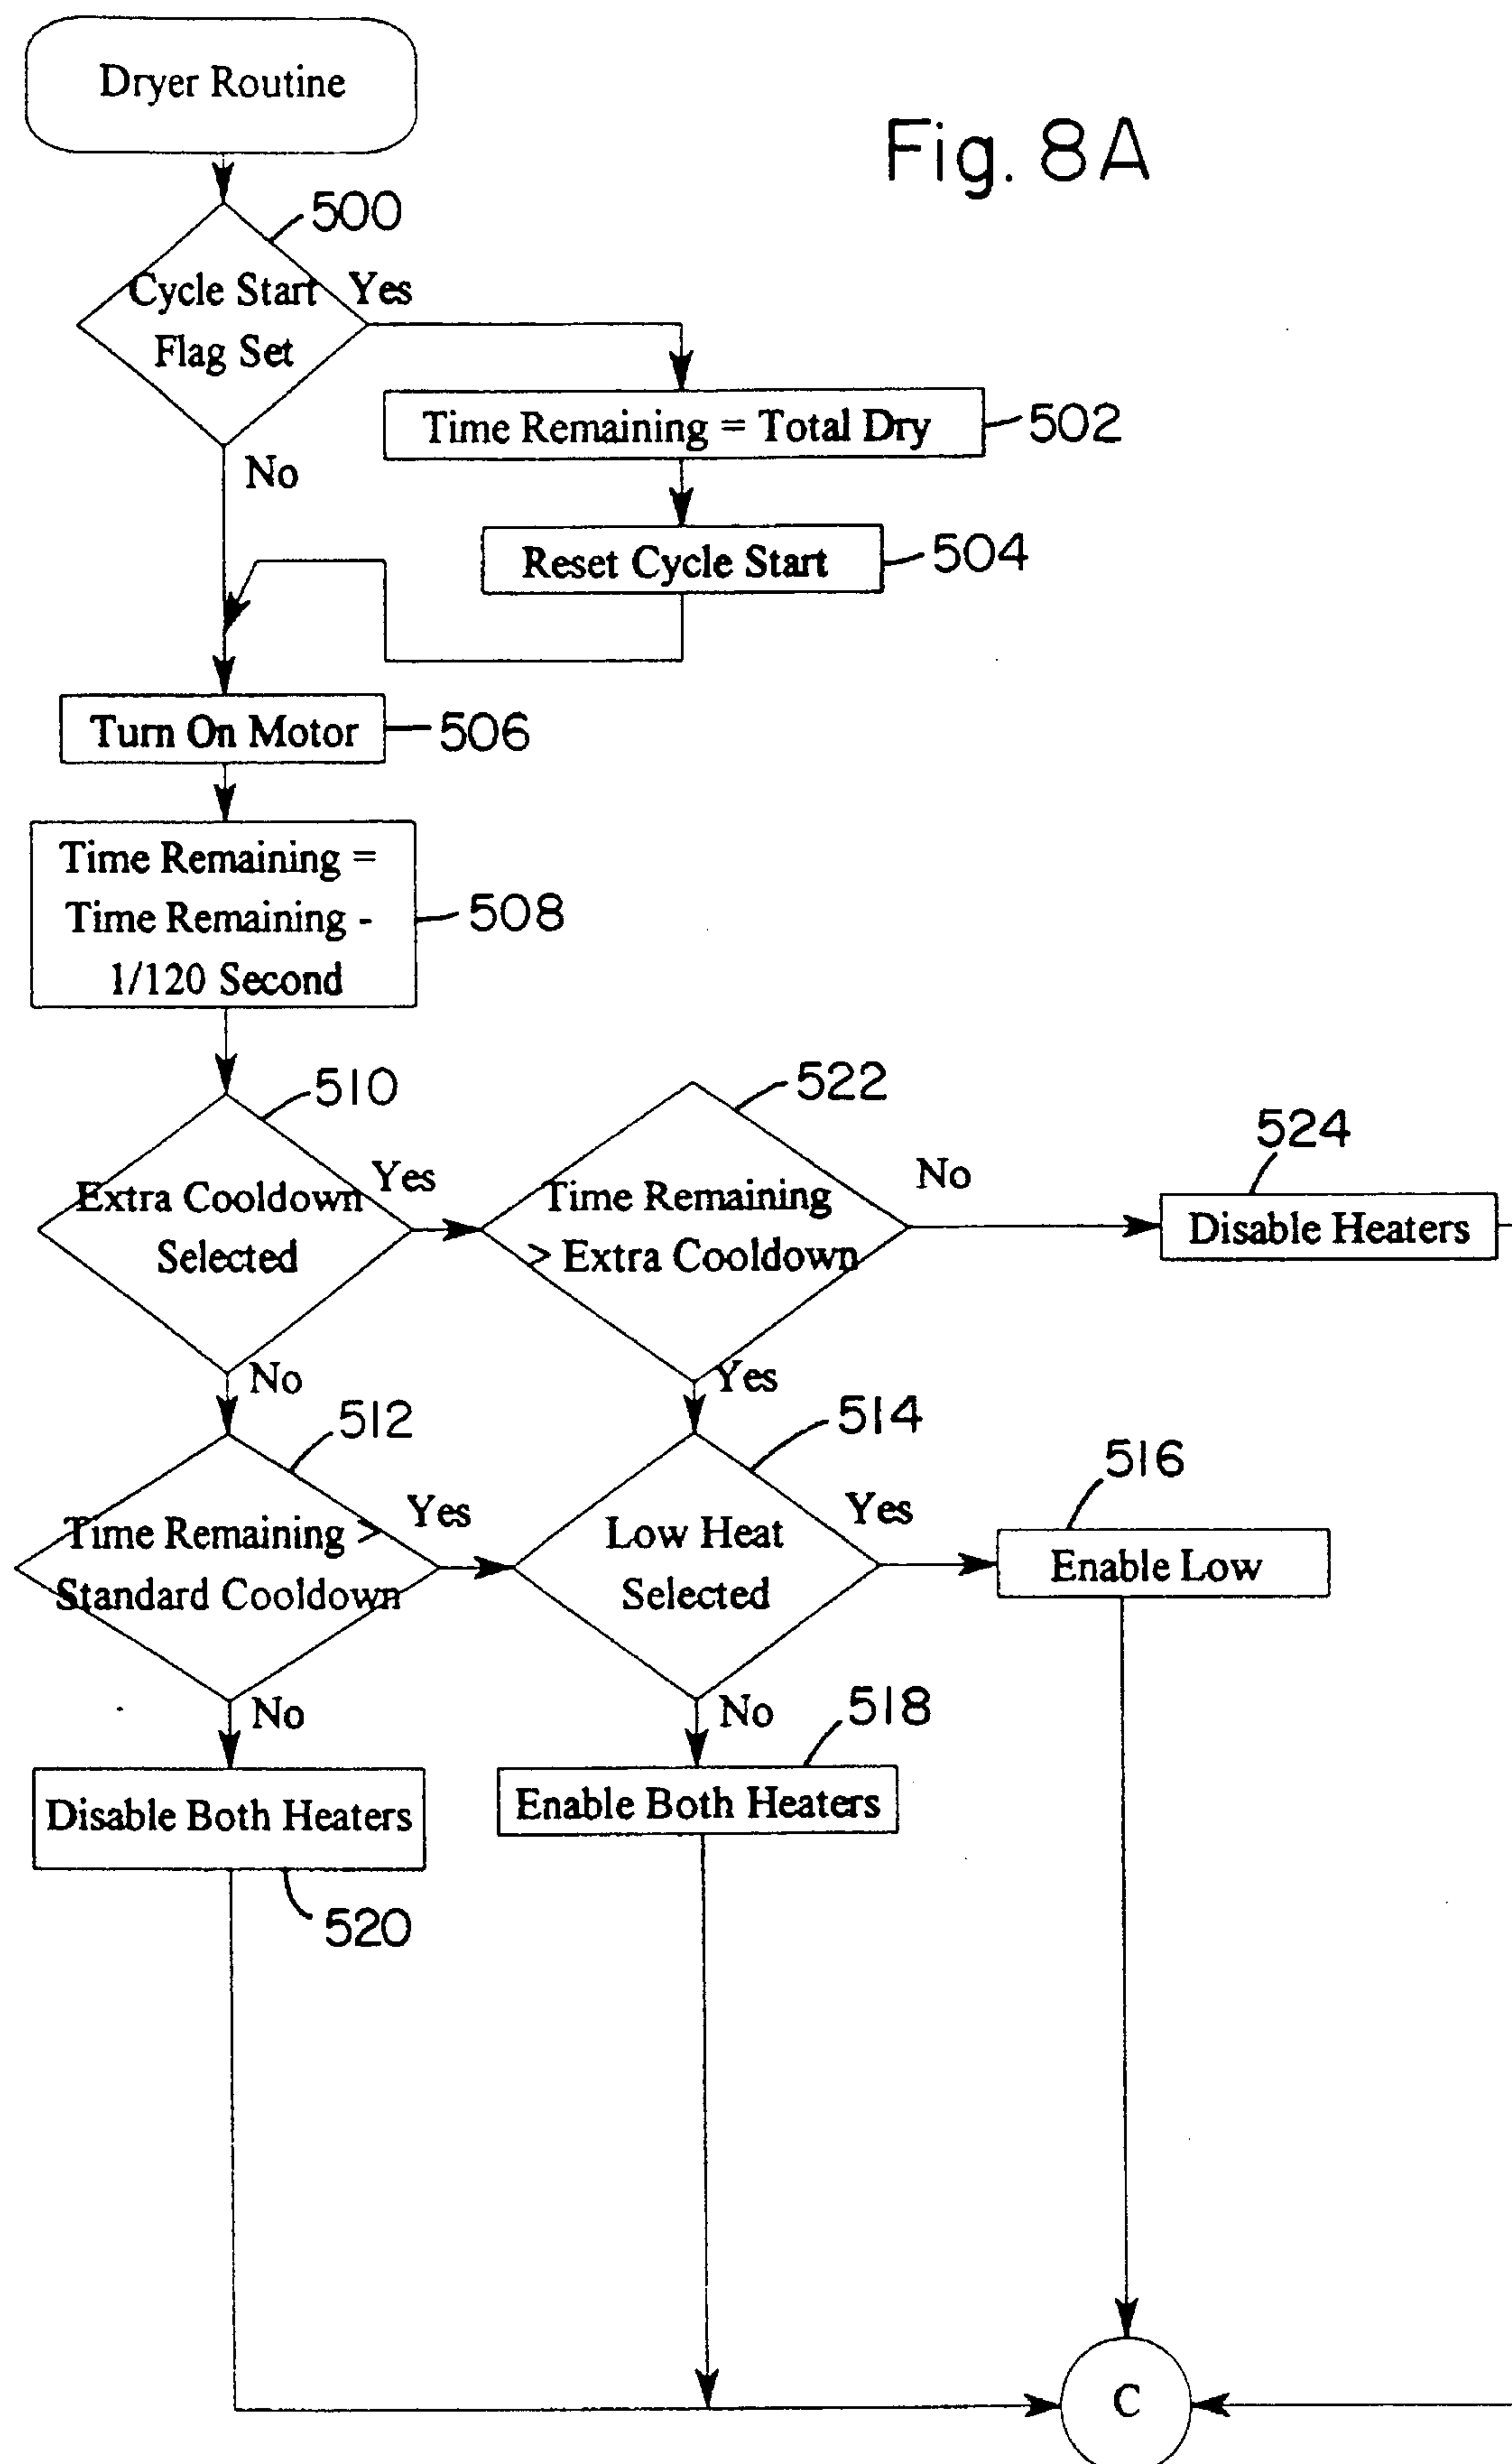 Dryer Routine
Fig. 8A
500
Cycle Start
Flag Set
Yes
No
Time Remaining = Total Dry
502
Reset Cycle Start
504
Turn On Motor
506
Time Remaining =
Time Remaining -
1/120 Second
508
510
Extra Cooldown
Selected
Yes
No
522
Time Remaining
> Extra Cooldown
No
Yes
524
Disable Heaters
512
Time Remaining >
Standard Cooldown
Yes
No
514
Low Heat
Selected
Yes
No
516
Enable Low
518
Enable Both Heaters
Disable Both Heaters
520
C